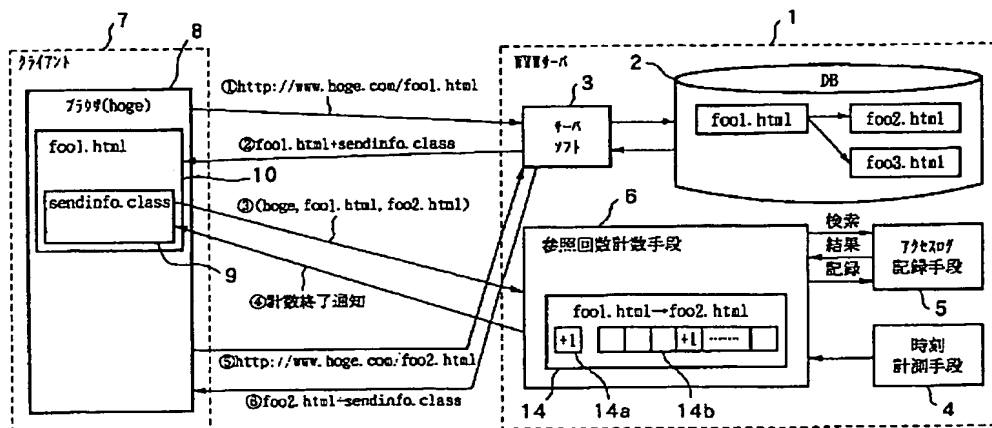 7
8
1
クライアント
WWWサーバ
2
ブラウザ(hoge)
①http://www.hoge.com/foo1.html
3
DB
foo1.html
②foo1.html+sendinfo.class
サーバ
ソフト
foo1.html
foo2.html
foo3.html
10
sendinfo.class
③(hoge,foo1.html,foo2.html)
6
9
参照回数計数手段
検索
結果
記録
アクセスログ
記録手段
5
④計数終了通知
foo1.html→foo2.html
+1
+1
⑤http://www.hoge.com/foo2.html
時刻
計測手段
⑥foo2.html+sendinfo.class
14
14a
14b
4